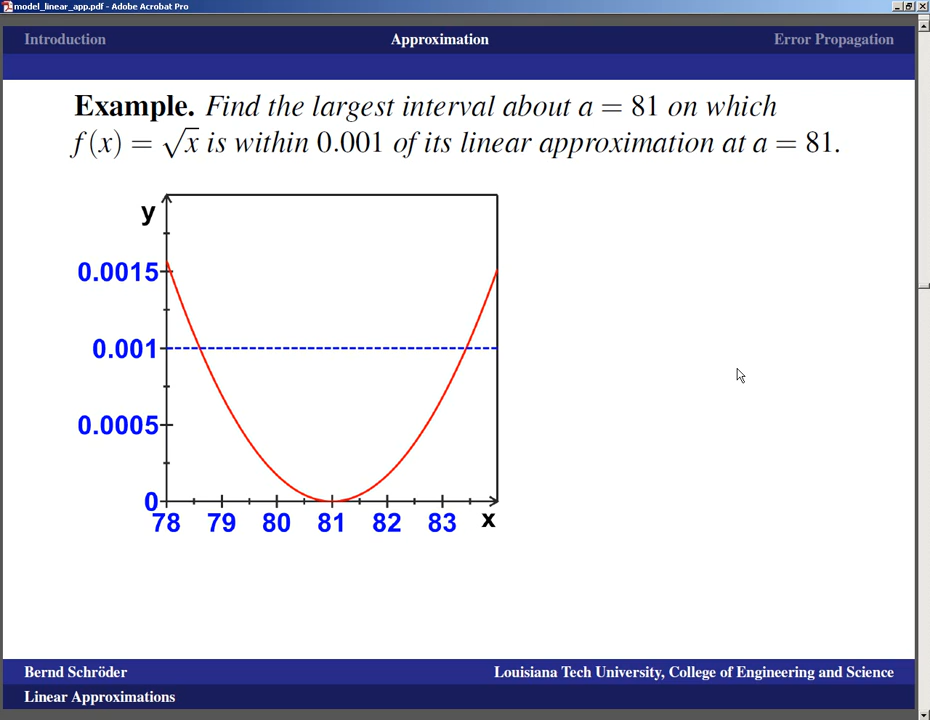 model_linear_app.pdf - Adobe Acrobat Pro
Introduction Approximation Error Propagation
Example. Find the largest interval about a = 81 on which
f(x) = √x is within 0.001 of its linear approximation at a = 81.
y
0.0015
0.001
0.0005
0
78 79 80 81 82 83 x
Bernd Schröder Louisiana Tech University, College of Engineering and Science
Linear Approximations